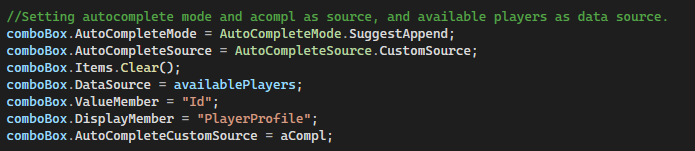 //Setting autocomplete mode and acompl as source, and available players as data source.
comboBox.AutoCompleteMode = AutoCompleteMode.SuggestAppend;
comboBox.AutoCompleteSource = AutoCompleteSource.CustomSource;
comboBox.Items.Clear();
comboBox.DataSource = availablePlayers;
comboBox.ValueMember = "Id";
comboBox.DisplayMember = "PlayerProfile";
comboBox.AutoCompleteCustomSource = aCompl;